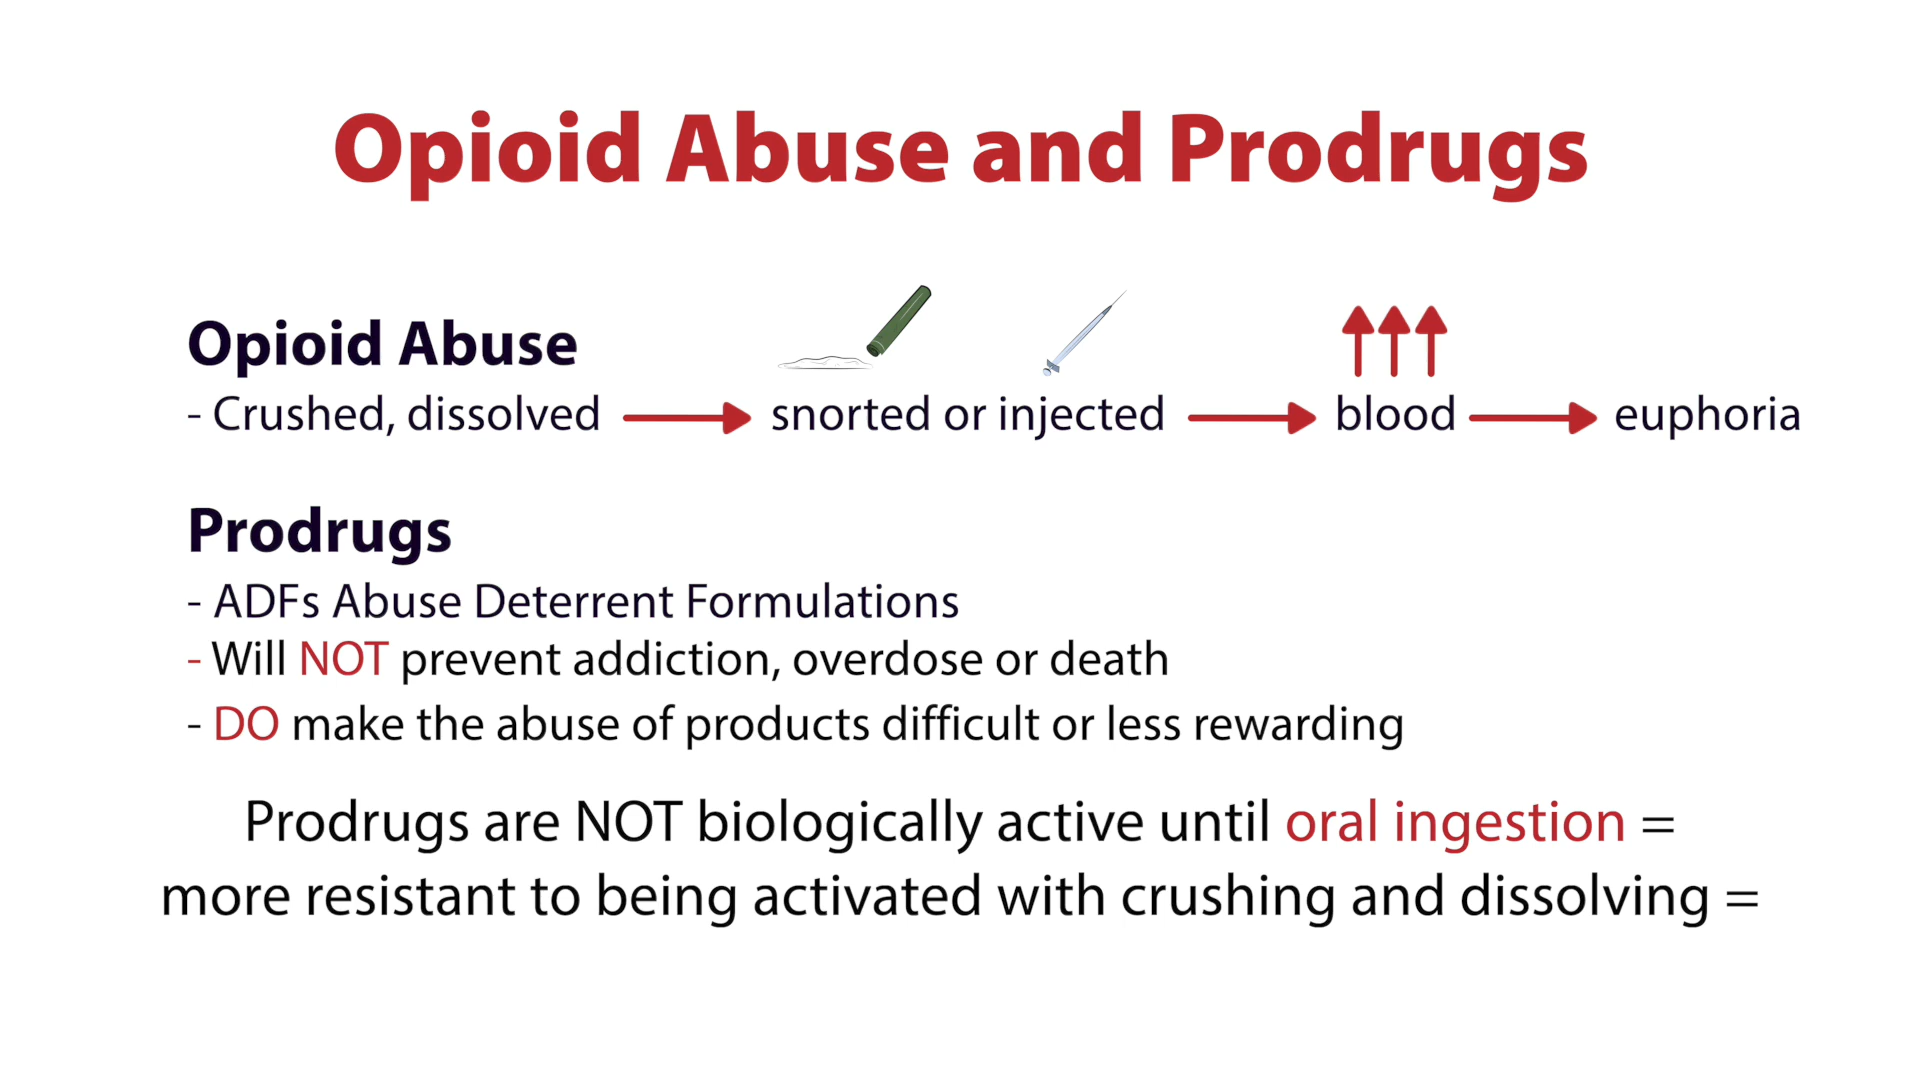 Opioid Abuse and Prodrugs
Opioid Abuse
- Crushed, dissolved snorted or injected blood euphoria
Prodrugs
- ADFs Abuse Deterrent Formulations
- Will NOT prevent addiction, overdose or death
- DO make the abuse of products difficult or less rewarding
Prodrugs are NOT biologically active until oral ingestion =
more resistant to being activated with crushing and dissolving =